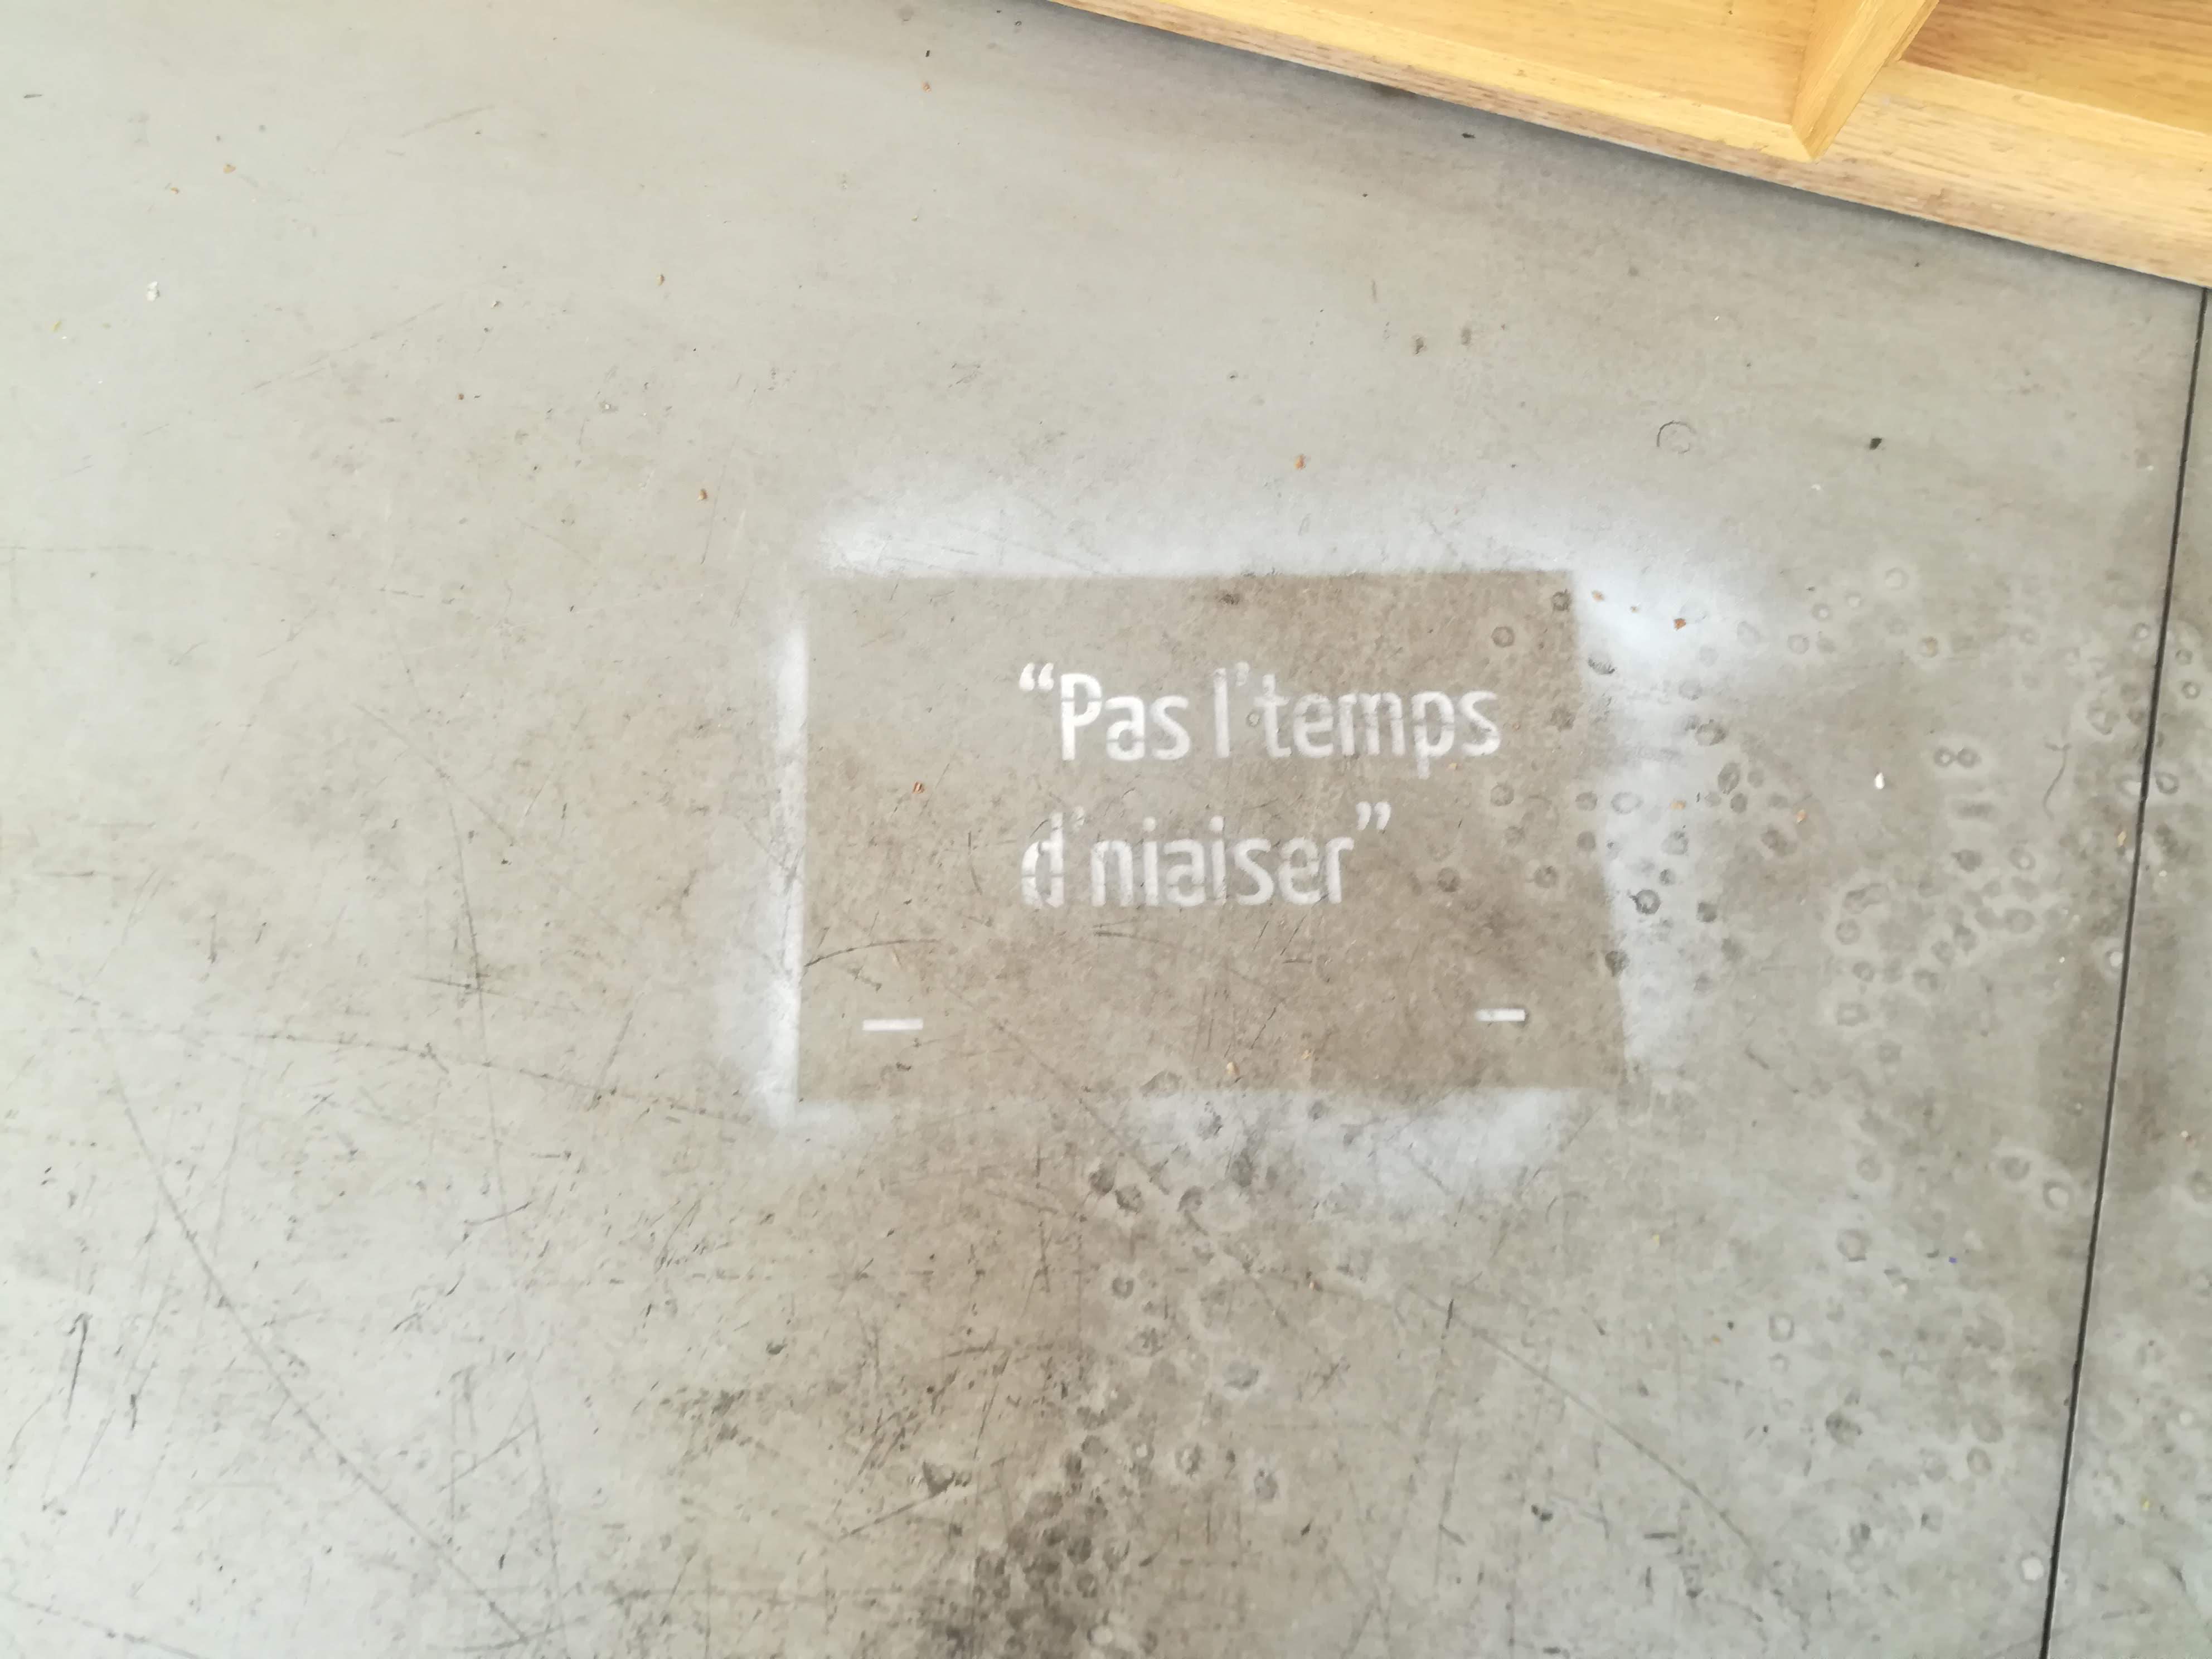 “Pas l'temps
d'niaiser”